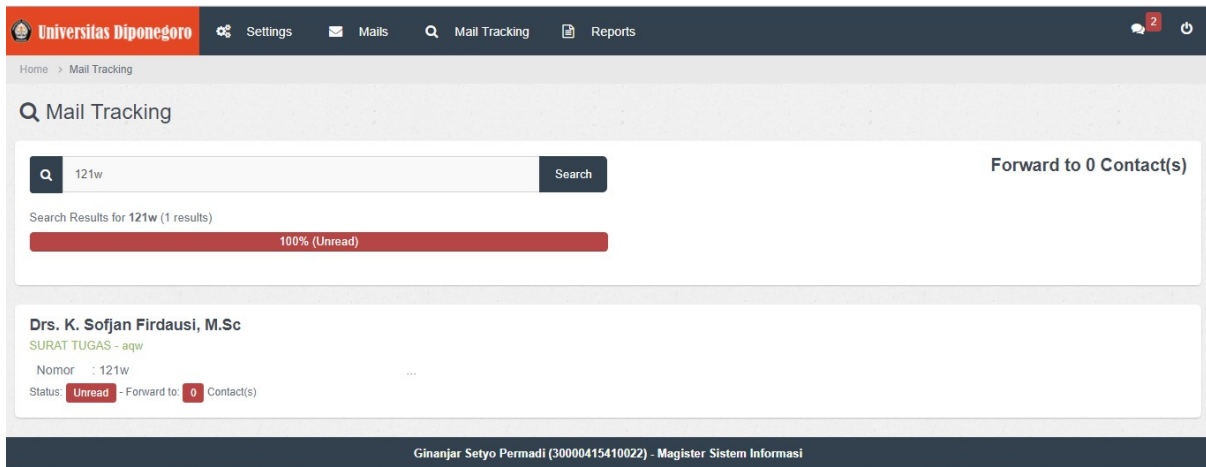 Universitas Diponegoro Settings Mails Mail Tracking Reports 2
Home > Mail Tracking
Mail Tracking
121w Search
Forward to 0 Contact(s)
Search Results for 121w (1 results)
100% (Unread)
Drs. K. Sofjan Firdausi, M.Sc
SURAT TUGAS - aqw
Nomor : 121w ...
Status: Unread - Forward to: 0 Contact(s)
Ginanjar Setyo Permadi (30000415410022) - Magister Sistem Informasi